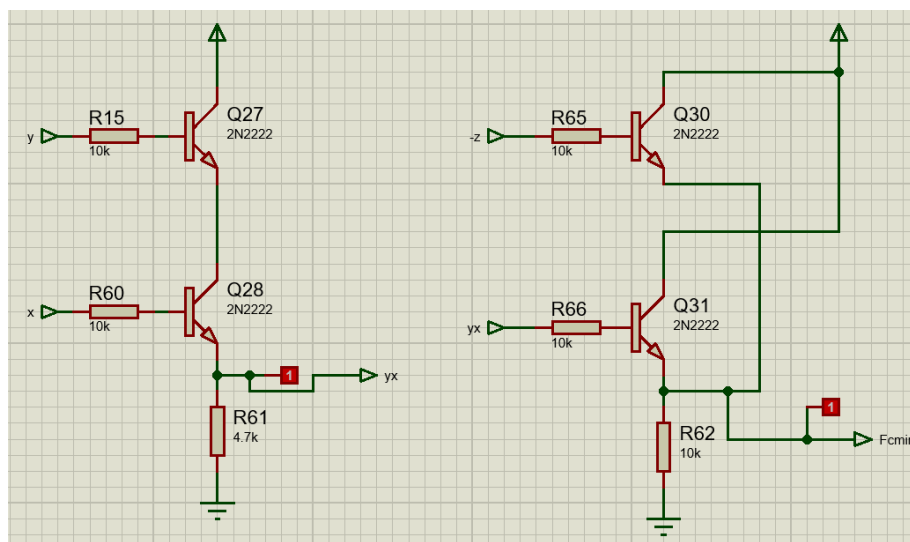 y
R15
10k
Q27
2N2222
x
R60
10k
Q28
2N2222
1
yx
R61
4.7k
-z
R65
10k
Q30
2N2222
yx
R66
10k
Q31
2N2222
1
R62
10k
Fcmin